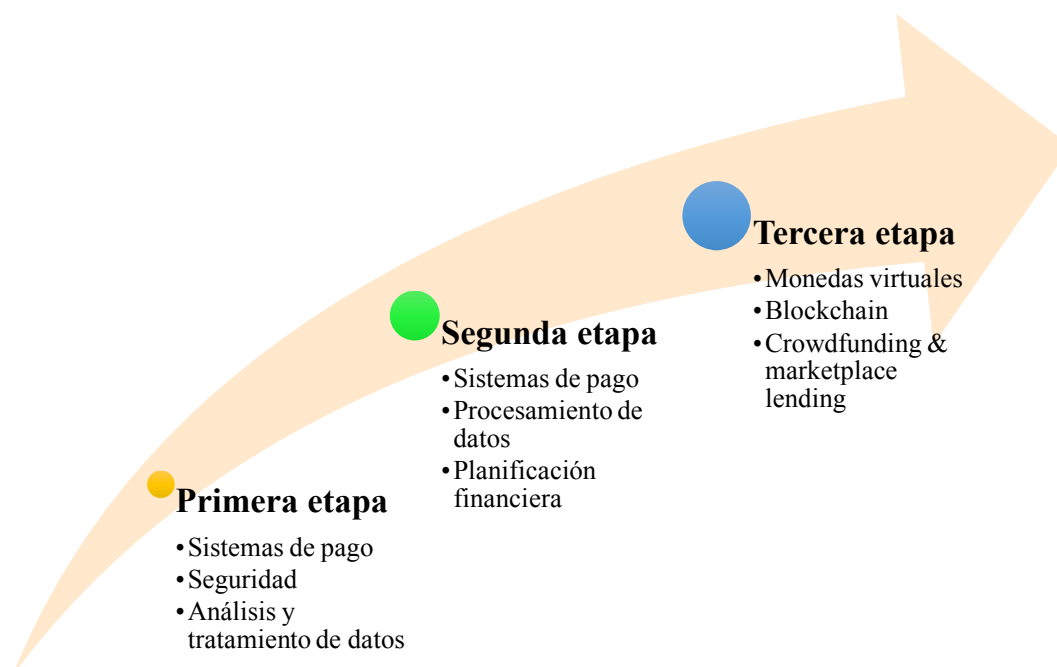 Primera etapa
•Sistemas de pago
•Seguridad
•Análisis y
tratamiento de datos
Segunda etapa
•Sistemas de pago
•Procesamiento de
datos
•Planificación
financiera
Tercera etapa
•Monedas virtuales
•Blockchain
•Crowdfunding &
marketplace
lending